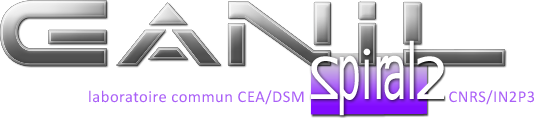 GANIL
Spiral2
laboratoire commun CEA/DSM CNRS/IN2P3